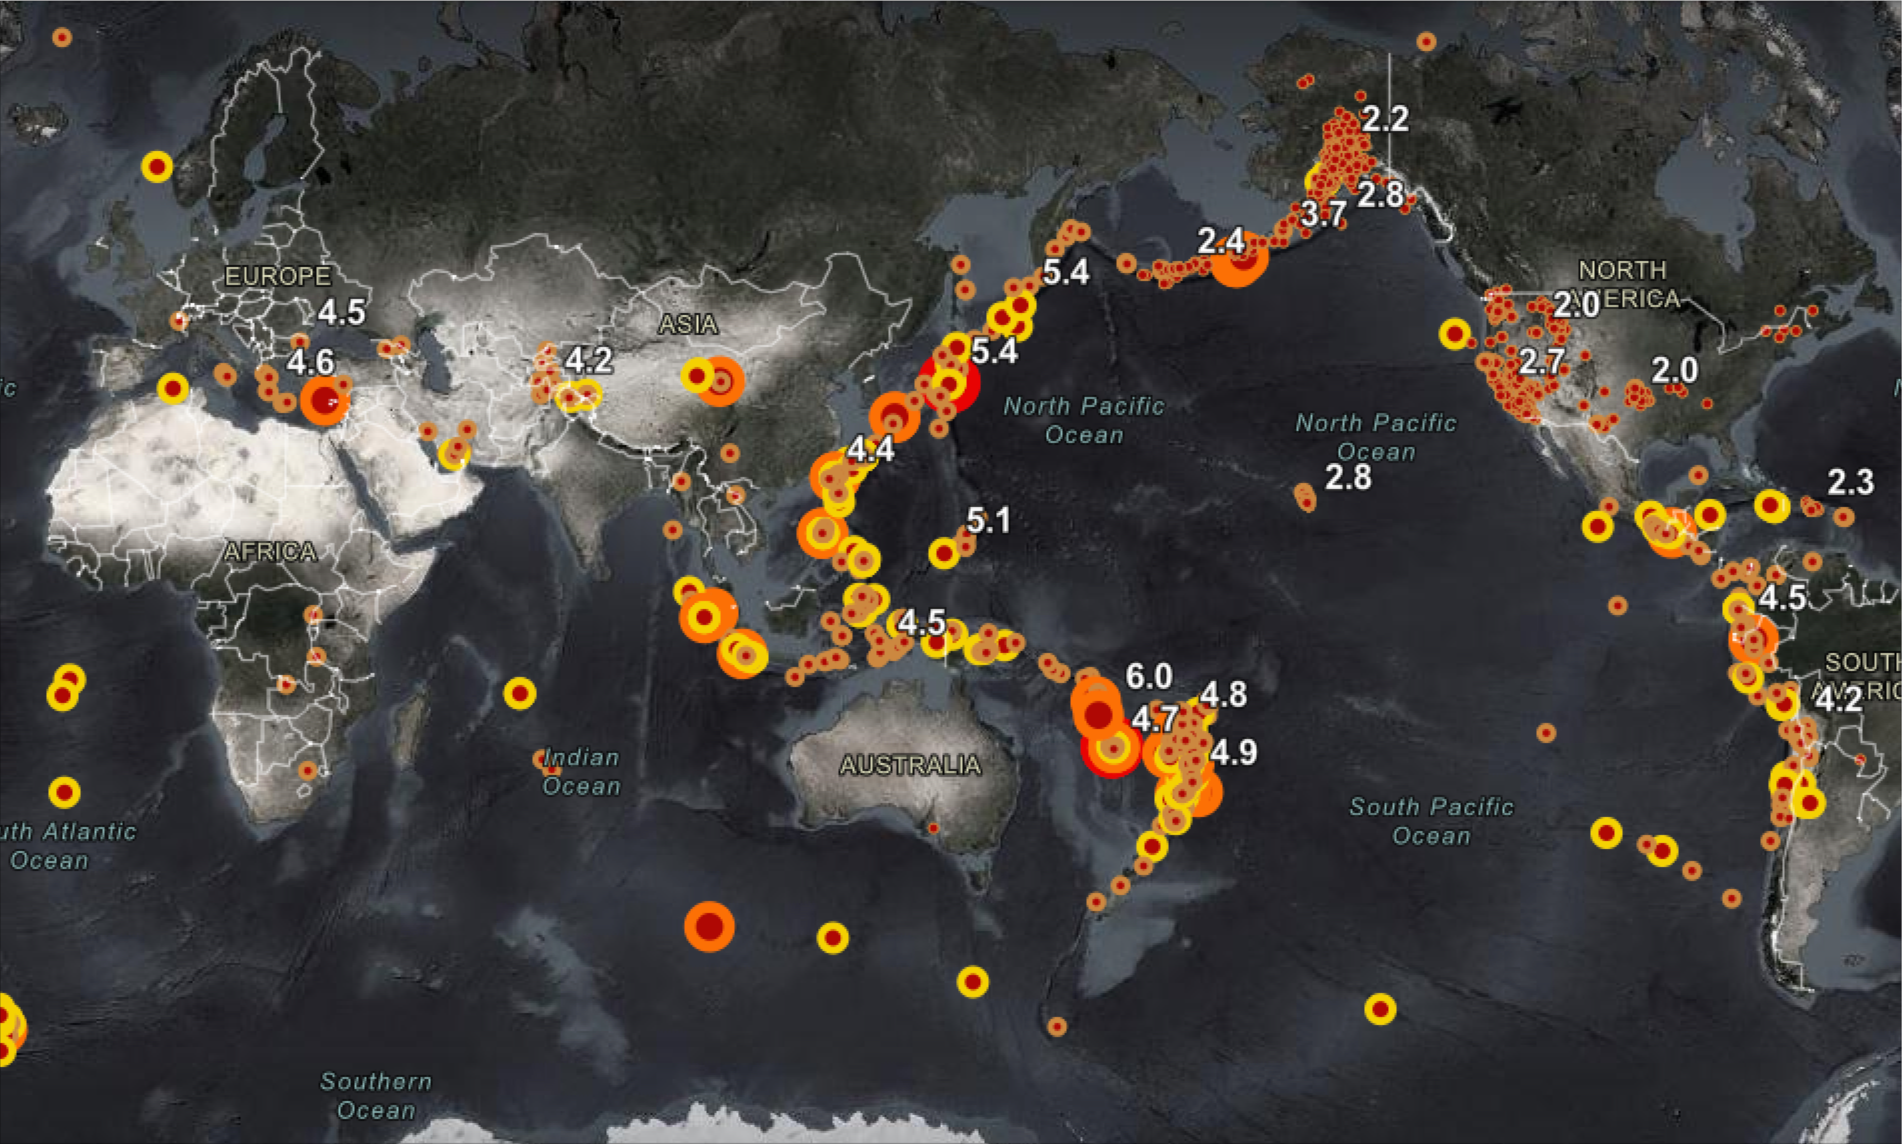 2.2
2.8
3.7
2.4
5.4
EUROPE
NORTH
AMERICA
4.5
2.0
ASIA
5.4
4.6
4.2
2.7
2.0
ic
North Pacific
Ocean
North Pacific
Ocean
4.4
2.8
2.3
5.1
AFRICA
4.5
4.5
SOUTH
AMERIC
6.0
4.8
4.2
4.7
4.9
Indian
Ocean
AUSTRALIA
South Pacific
Ocean
uth Atlantic
Ocean
Southern
Ocean